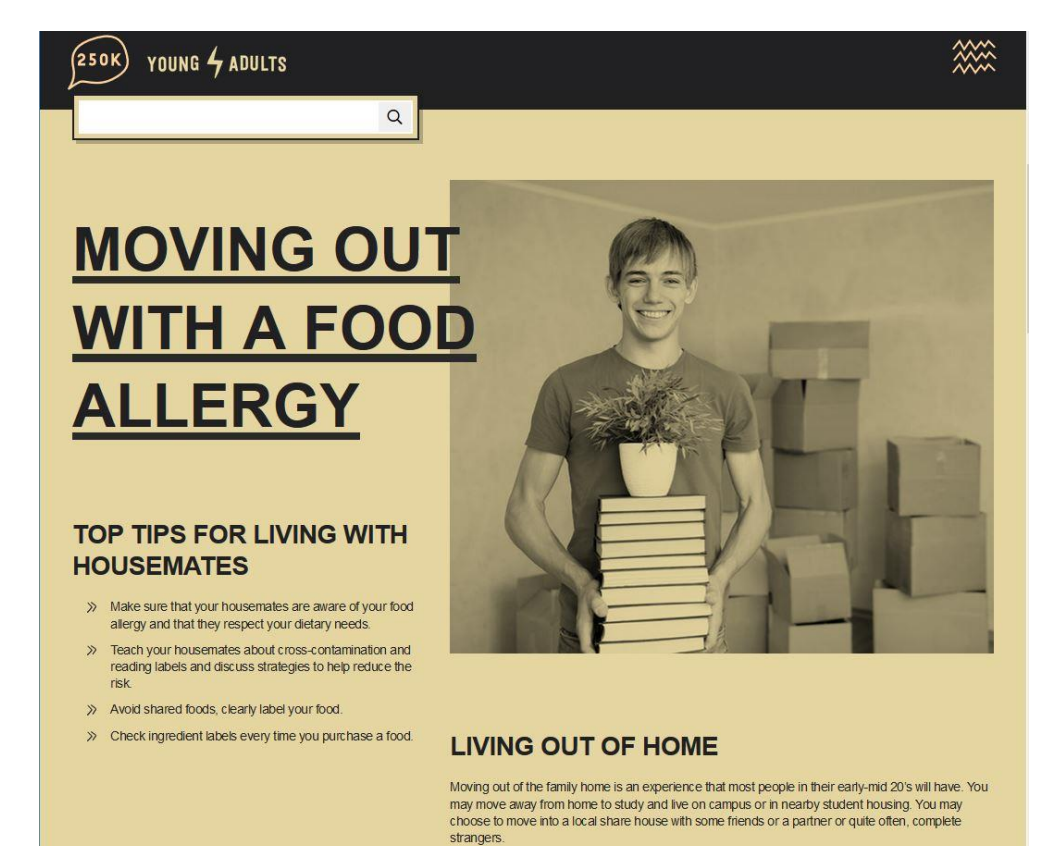 250K
YOUNG ADULTS
MOVING OUT
WITH A FOOD
ALLERGY
TOP TIPS FOR LIVING WITH
HOUSEMATES
Make sure that your housemates are aware of your food
allergy and that they respect your dietary needs.
Teach your housemates about cross-contamination and
reading labels and discuss strategies to help reduce the
risk.
Avoid shared foods, clearly label your food.
Check ingredient labels every time you purchase a food.
LIVING OUT OF HOME
Moving out of the family home is an experience that most people in their early-mid 20's will have. You
may move away from home to study and live on campus or in nearby student housing. You may
choose to move into a local share house with some friends or a partner or quite often, complete
strangers.